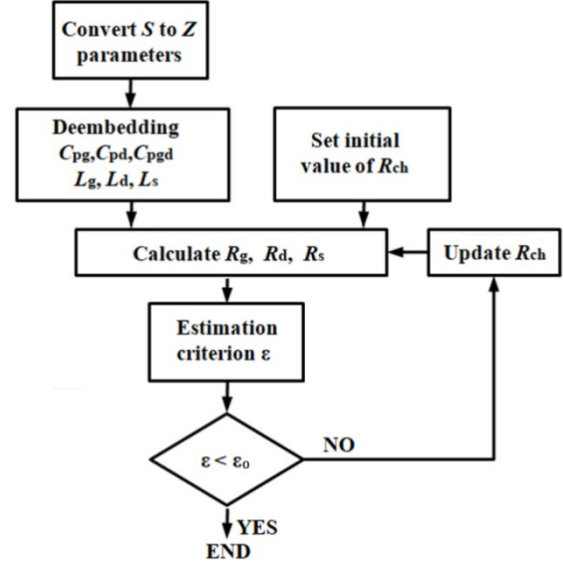 Convert S to Z
parameters
Deembedding
Cpg,Cpd,Cpgd
Lg, Ld, Ls
Set initial
value of Rch
Calculate Rg, Rd, Rs
Update Rch
Estimation
criterion ε
ε < ε0
NO
YES
END